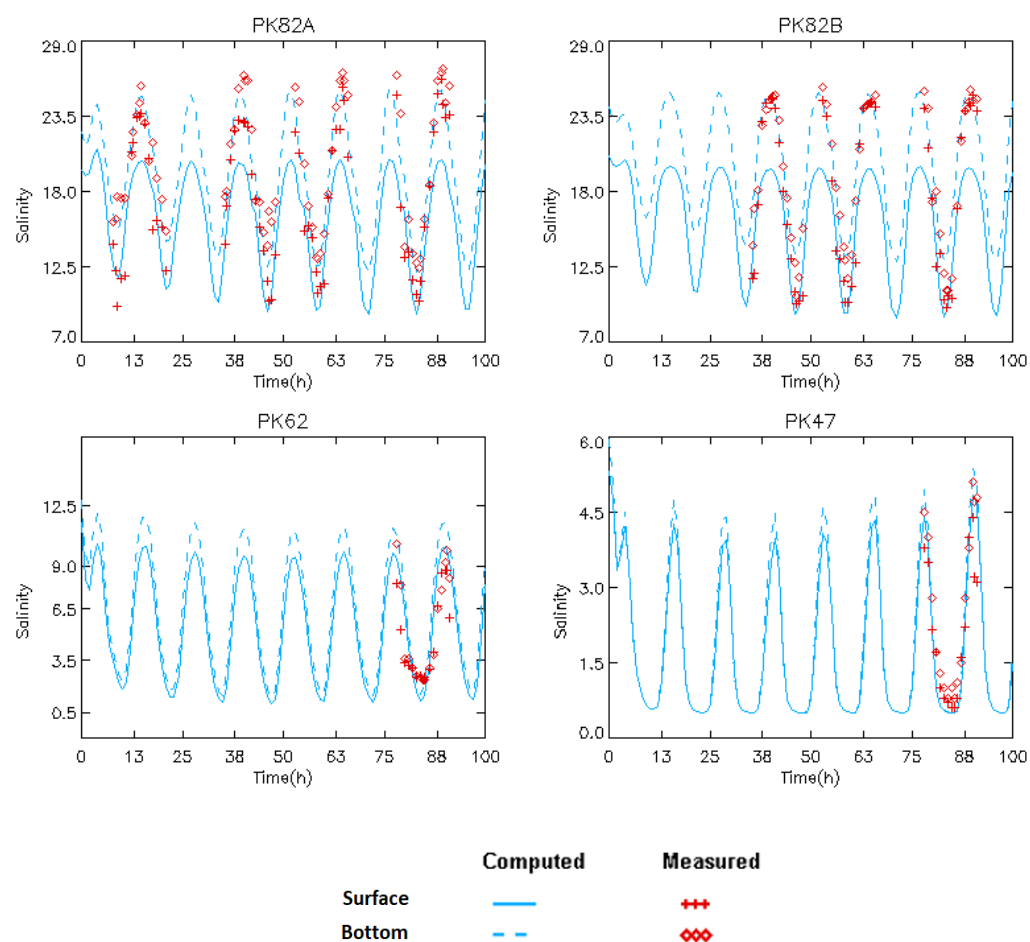 PK82A
29.0
23.5
18.0
12.5
7.0
Salinity
0 13 25 38 50 63 75 88 100
Time(h)
PK82B
29.0
23.5
18.0
12.5
7.0
Salinity
0 13 25 38 50 63 75 88 100
Time(h)
PK62
12.5
9.0
6.5
3.5
0.5
Salinity
0 13 25 38 50 63 75 88 100
Time(h)
PK47
6.0
4.5
3.0
1.5
0.0
Salinity
0 13 25 38 50 63 75 88 100
Time(h)
Computed Measured
Surface
Bottom